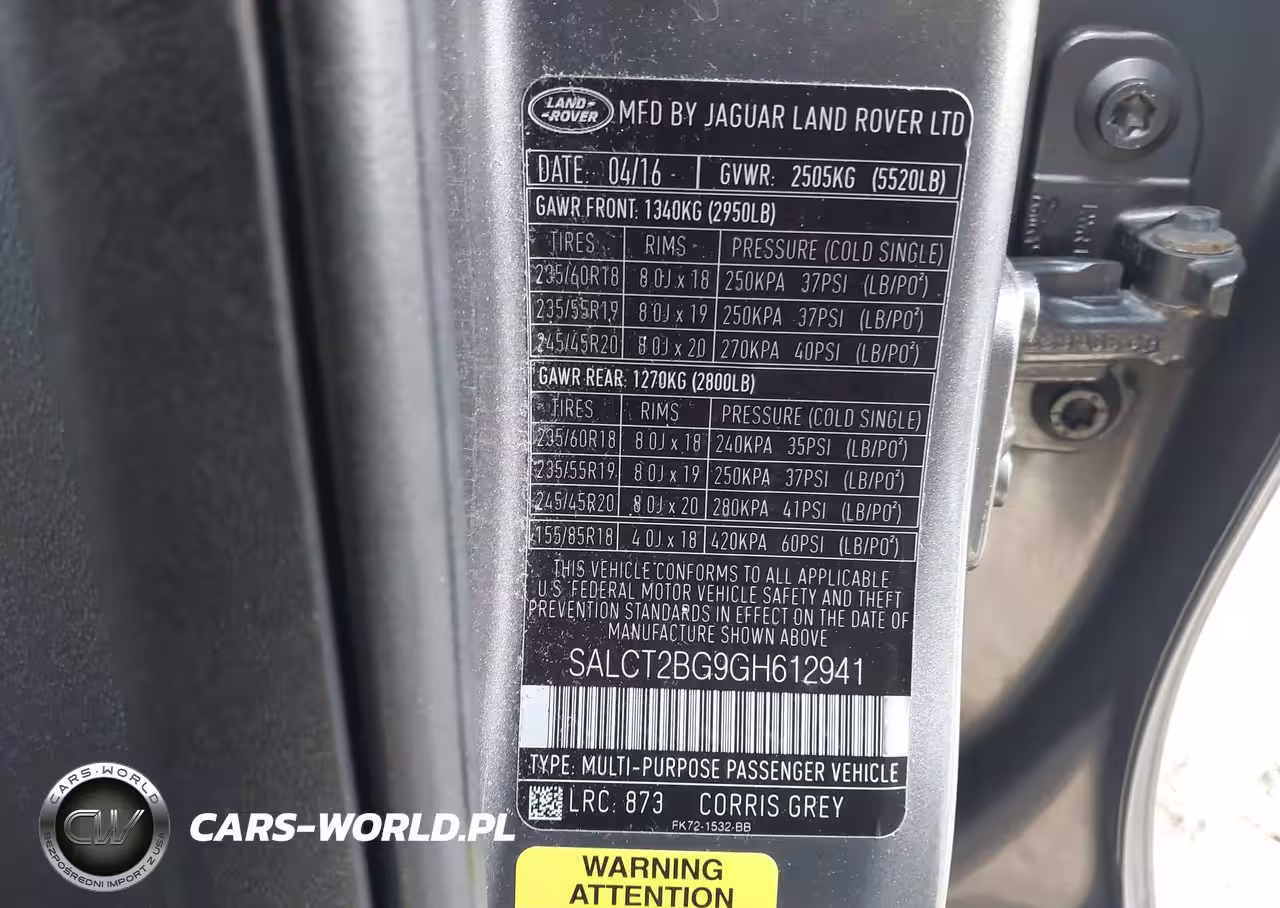 LAND-
-ROVER
MFD BY JAGUAR LAND ROVER LTD
DATE: 04/16 GVWR: 2505KG (5520LB)
GAWR FRONT: 1340KG (2950LB)
TIRES RIMS PRESSURE (COLD SINGLE)
235/60R18 8.0J x 18 250KPA 37PSI (LB/PO²)
235/55R19 8.0J x 19 250KPA 37PSI (LB/PO²)
245/45R20 8.0J x 20 270KPA 40PSI (LB/PO²)
GAWR REAR: 1270KG (2800LB)
TIRES RIMS PRESSURE (COLD SINGLE)
235/60R18 8.0J x 18 240KPA 35PSI (LB/PO²)
235/55R19 8.0J x 19 250KPA 37PSI (LB/PO²)
245/45R20 8.0J x 20 280KPA 41PSI (LB/PO²)
155/85R18 4.0J x 18 420KPA 60PSI (LB/PO²)
THIS VEHICLE CONFORMS TO ALL APPLICABLE
U.S. FEDERAL MOTOR VEHICLE SAFETY AND THEFT
PREVENTION STANDARDS IN EFFECT ON THE DATE OF
MANUFACTURE SHOWN ABOVE
SALCT2BG9GH612941
TYPE: MULTI-PURPOSE PASSENGER VEHICLE
LRC: 873 CORRIS GREY
FK72-1532-BB
WARNING
ATTENTION
CARS-WORLD
CW
BEZPOŚREDNI IMPORT Z USA
CARS-WORLD.PL